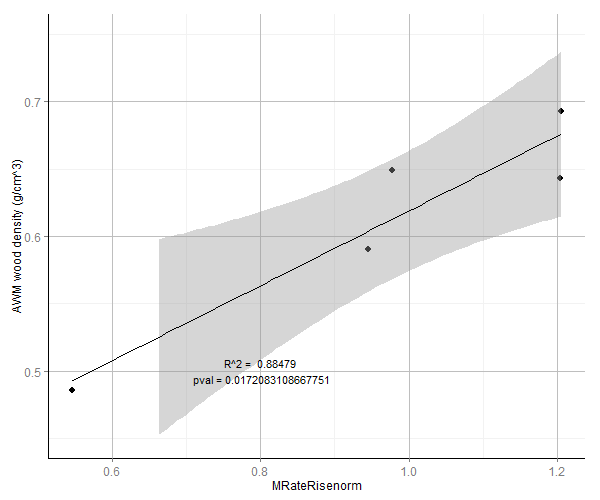 0.7
0.6
0.5
AWM wood density (g/cm^3)
R^2 = 0.88479
pval = 0.0172083108667751
0.6 0.8 1.0 1.2
MRateRisenorm